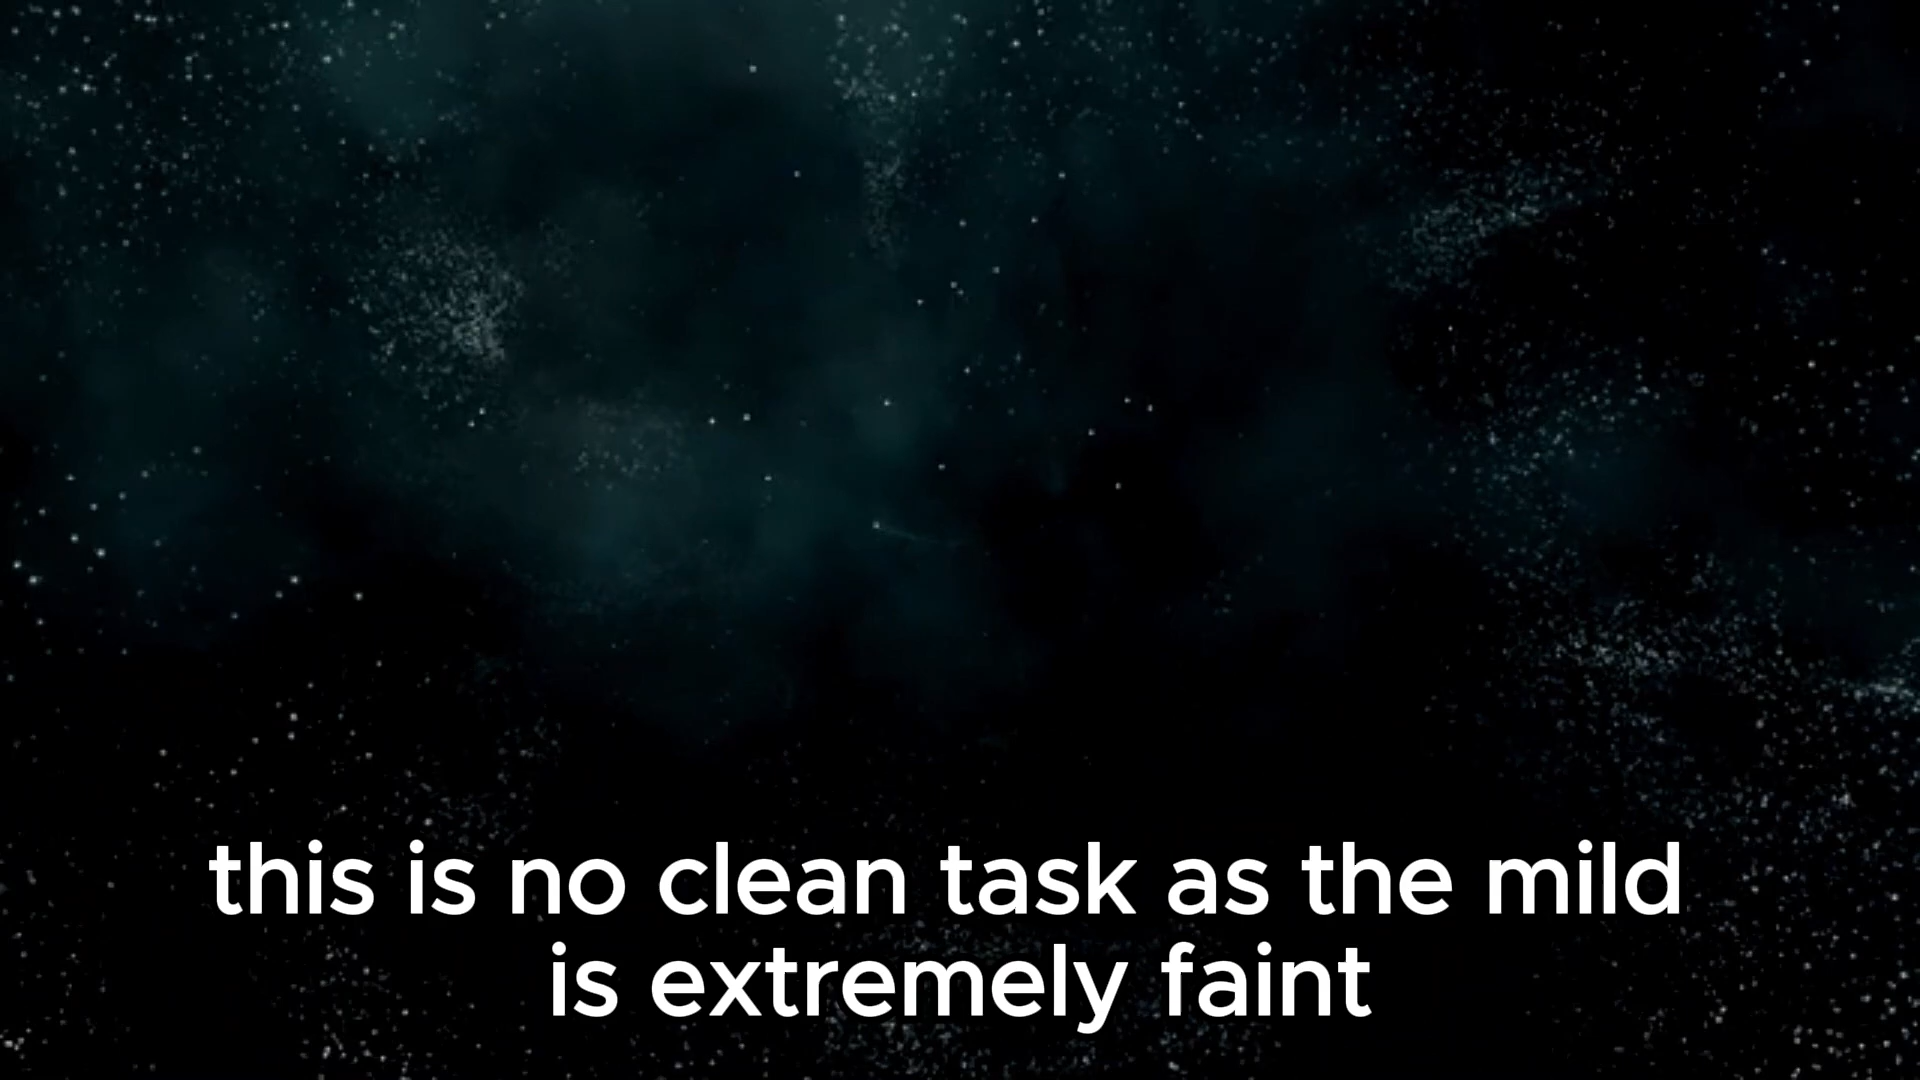 this is no clean task as the mild
is extremely faint